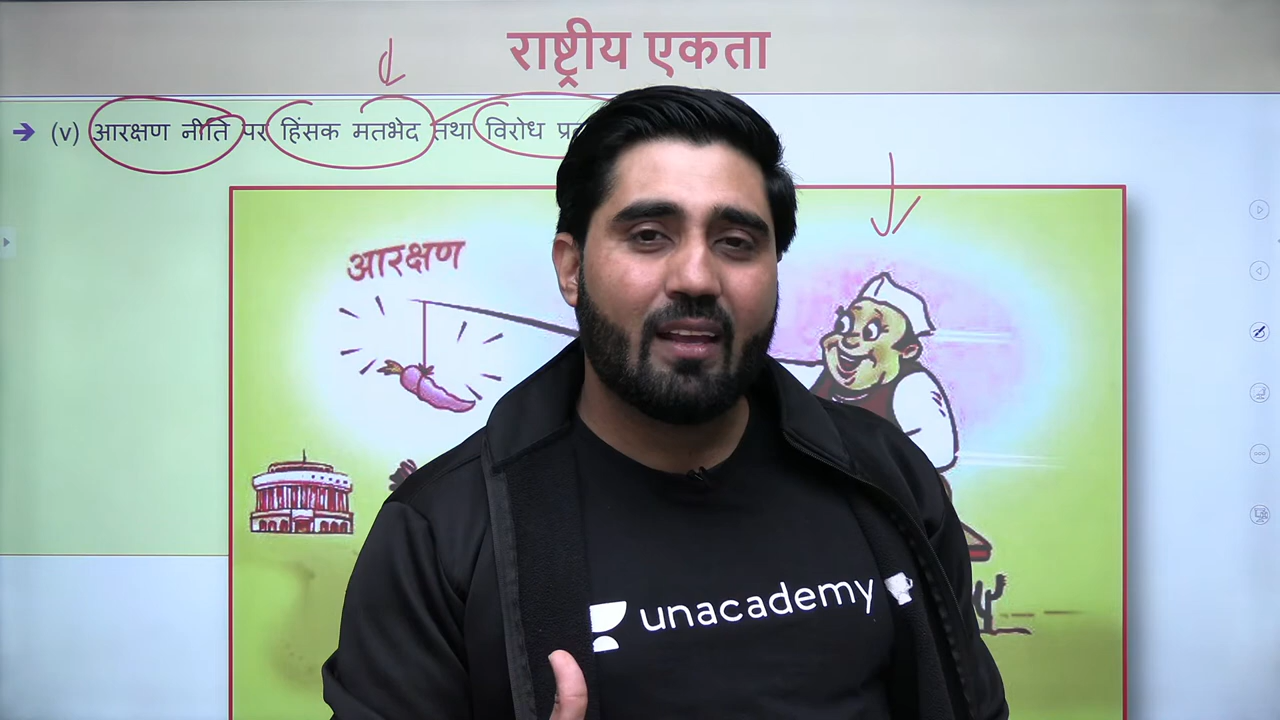 राष्ट्रीय एकता
➔ (v) आरक्षण नीति पर हिंसक मतभेद तथा विरोध
आरक्षण
unacademy